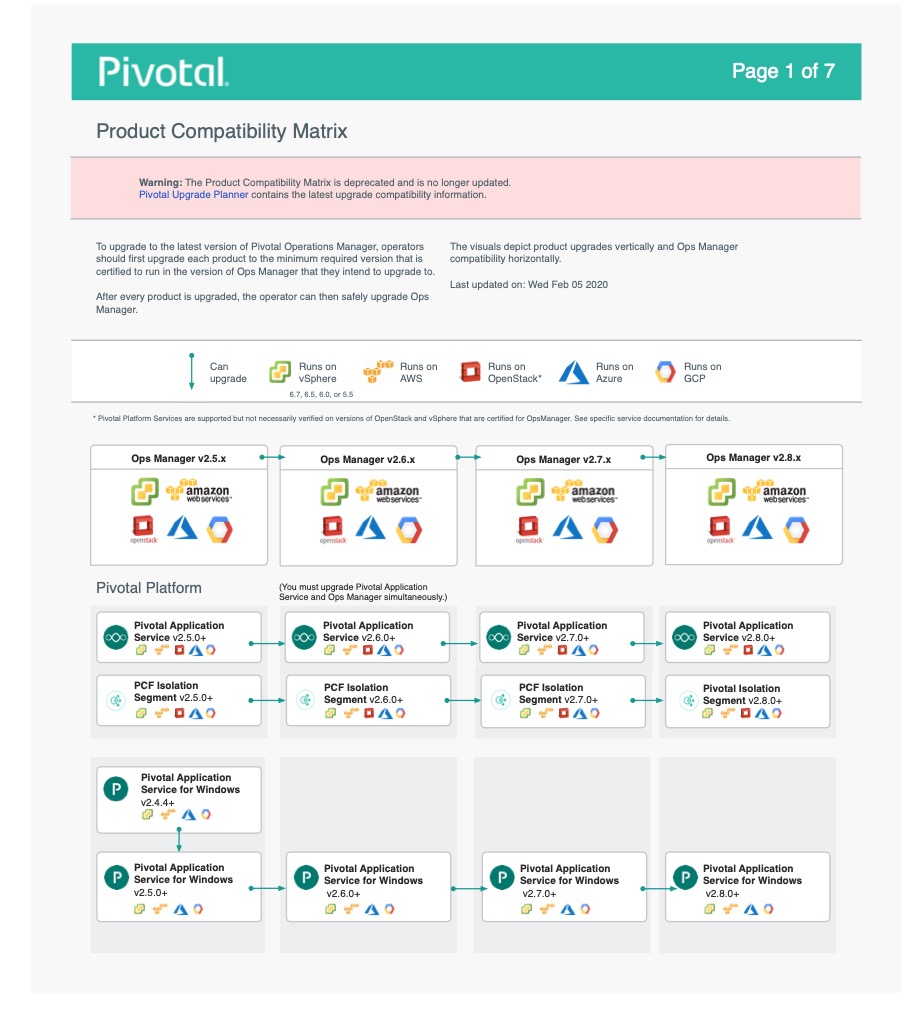 Pivotal.
Page 1 of 7
Product Compatibility Matrix
Warning: The Product Compatibility Matrix is deprecated and is no longer updated.
Pivotal Upgrade Planner contains the latest upgrade compatibility information.
To upgrade to the latest version of Pivotal Operations Manager, operators
should first upgrade each product to the minimum required version that is
certified to run in the version of Ops Manager that they intend to upgrade to.
After every product is upgraded, the operator can then safely upgrade Ops
Manager.
The visuals depict product upgrades vertically and Ops Manager
compatibility horizontally.
Last updated on: Wed Feb 05 2020
Can
upgrade
Runs on
vSphere
6.7, 6.5, 6.0, or 5.5
Runs on
AWS
Runs on
OpenStack*
Runs on
Azure
Runs on
GCP
* Pivotal Platform Services are supported but not necessarily verified on versions of OpenStack and vSphere that are certified for OpsManager. See specific service documentation for details.
Ops Manager v2.5.x
amazon
webservices™
openstack
Ops Manager v2.6.x
amazon
webservices™
openstack
Ops Manager v2.7.x
amazon
webservices™
openstack
Ops Manager v2.8.x
amazon
webservices™
openstack
Pivotal Platform
(You must upgrade Pivotal Application
Service and Ops Manager simultaneously.)
Pivotal Application
Service v2.5.0+
Pivotal Application
Service v2.6.0+
Pivotal Application
Service v2.7.0+
Pivotal Application
Service v2.8.0+
PCF Isolation
Segment v2.5.0+
PCF Isolation
Segment v2.6.0+
PCF Isolation
Segment v2.7.0+
Pivotal Isolation
Segment v2.8.0+
P
Pivotal Application
Service for Windows
v2.4.4+
P
Pivotal Application
Service for Windows
v2.5.0+
P
Pivotal Application
Service for Windows
v2.6.0+
P
Pivotal Application
Service for Windows
v2.7.0+
P
Pivotal Application
Service for Windows
v2.8.0+